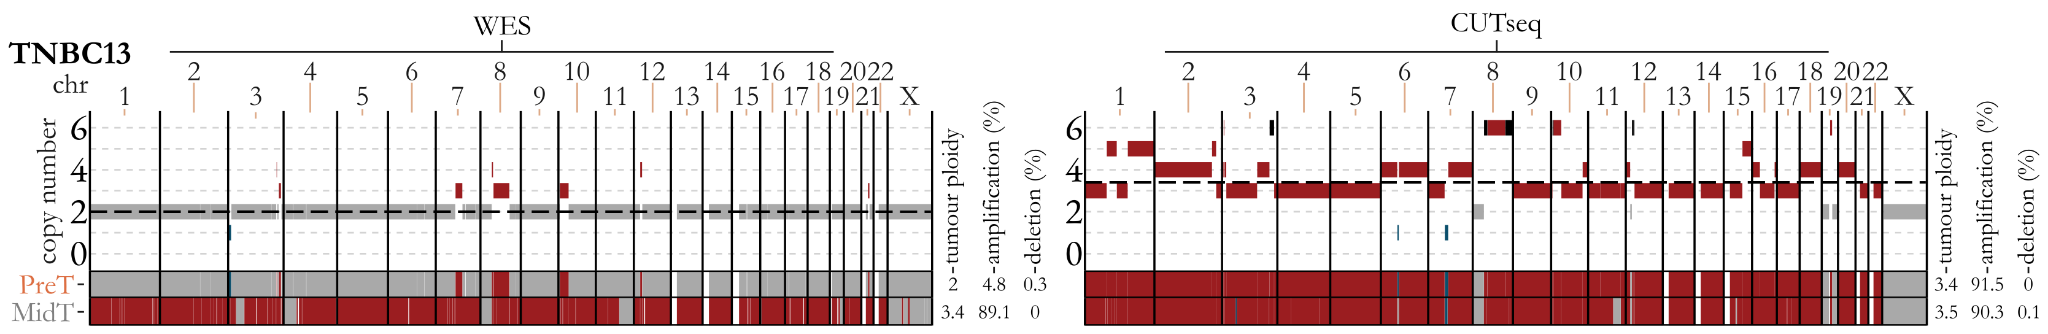 WES
CUTseq
TNBC13
chr
2 4 6 8 10 12 14 16 18 20 22
1 3 5 7 9 11 13 15 17 19 21 X
2 4 6 8 10 12 14 16 18 20 22
1 3 5 7 9 11 13 15 17 19 21 X
copy number
6
4
2
0
-tumour ploidy
-amplification (%)
-deletion (%)
6
4
2
0
-tumour ploidy
-amplification (%)
-deletion (%)
PreT- 2 4.8 0.3
3.4 91.5 0
MidT- 3.4 89.1 0
3.5 90.3 0.1